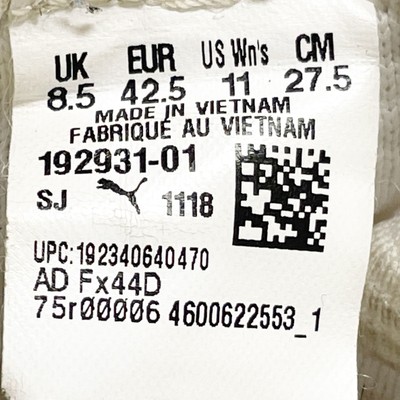 UK EUR US Wn's CM
8.5 42.5 11 27.5
MADE IN VIETNAM
FABRIQUÉ AU VIETNAM
192931-01
SJ 1118
UPC:192340640470
AD Fx44D
75r00006 4600622553_1